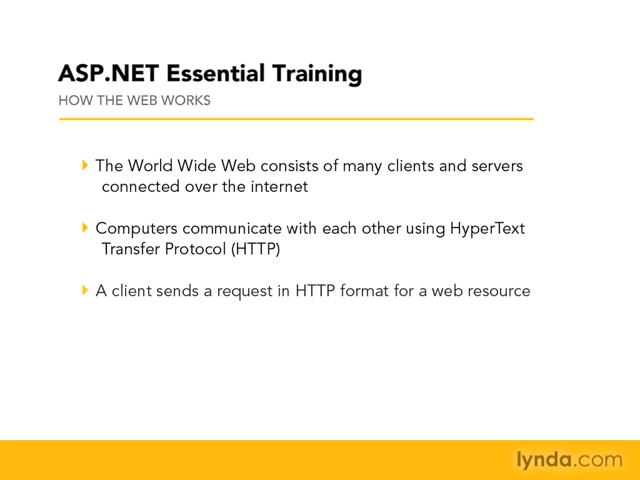 ASP.NET Essential Training
HOW THE WEB WORKS
The World Wide Web consists of many clients and servers
connected over the internet
Computers communicate with each other using HyperText
Transfer Protocol (HTTP)
A client sends a request in HTTP format for a web resource
lynda.com